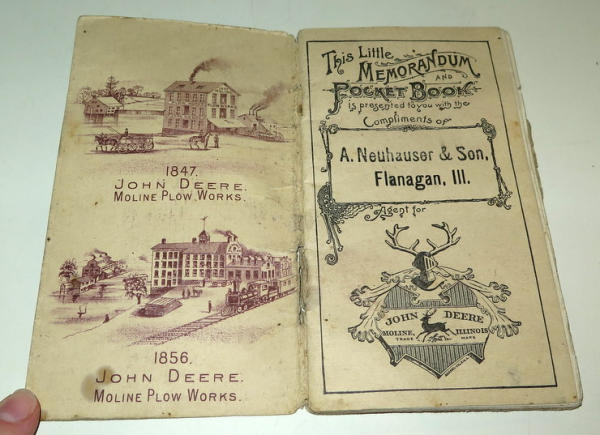 1847.
JOHN DEERE.
MOLINE PLOW WORKS.
1856.
JOHN DEERE.
MOLINE PLOW WORKS.
This Little
MEMORANDUM
AND
POCKET BOOK
is presented to you with the
Compliments of
A. Neuhauser & Son,
Flanagan, Ill.
Agent for
JOHN DEERE
MOLINE, ILLINOIS
TRADE MARK